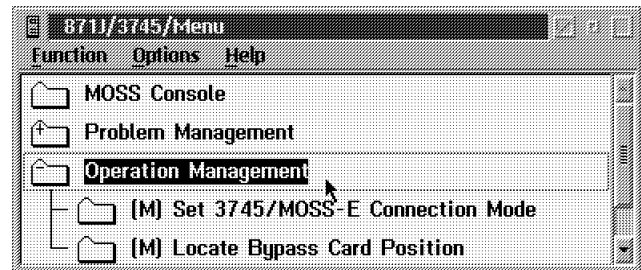 871J/3745/Menu
Function Options Help
MOSS Console
Problem Management
Operation Management
(M) Set 3745/MOSS-E Connection Mode
(M) Locate Bypass Card Position